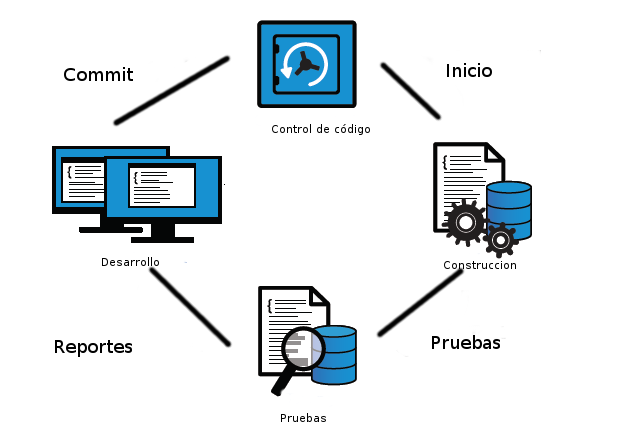 Commit
Inicio
Control de código
Desarrollo
Construccion
Reportes
Pruebas
Pruebas